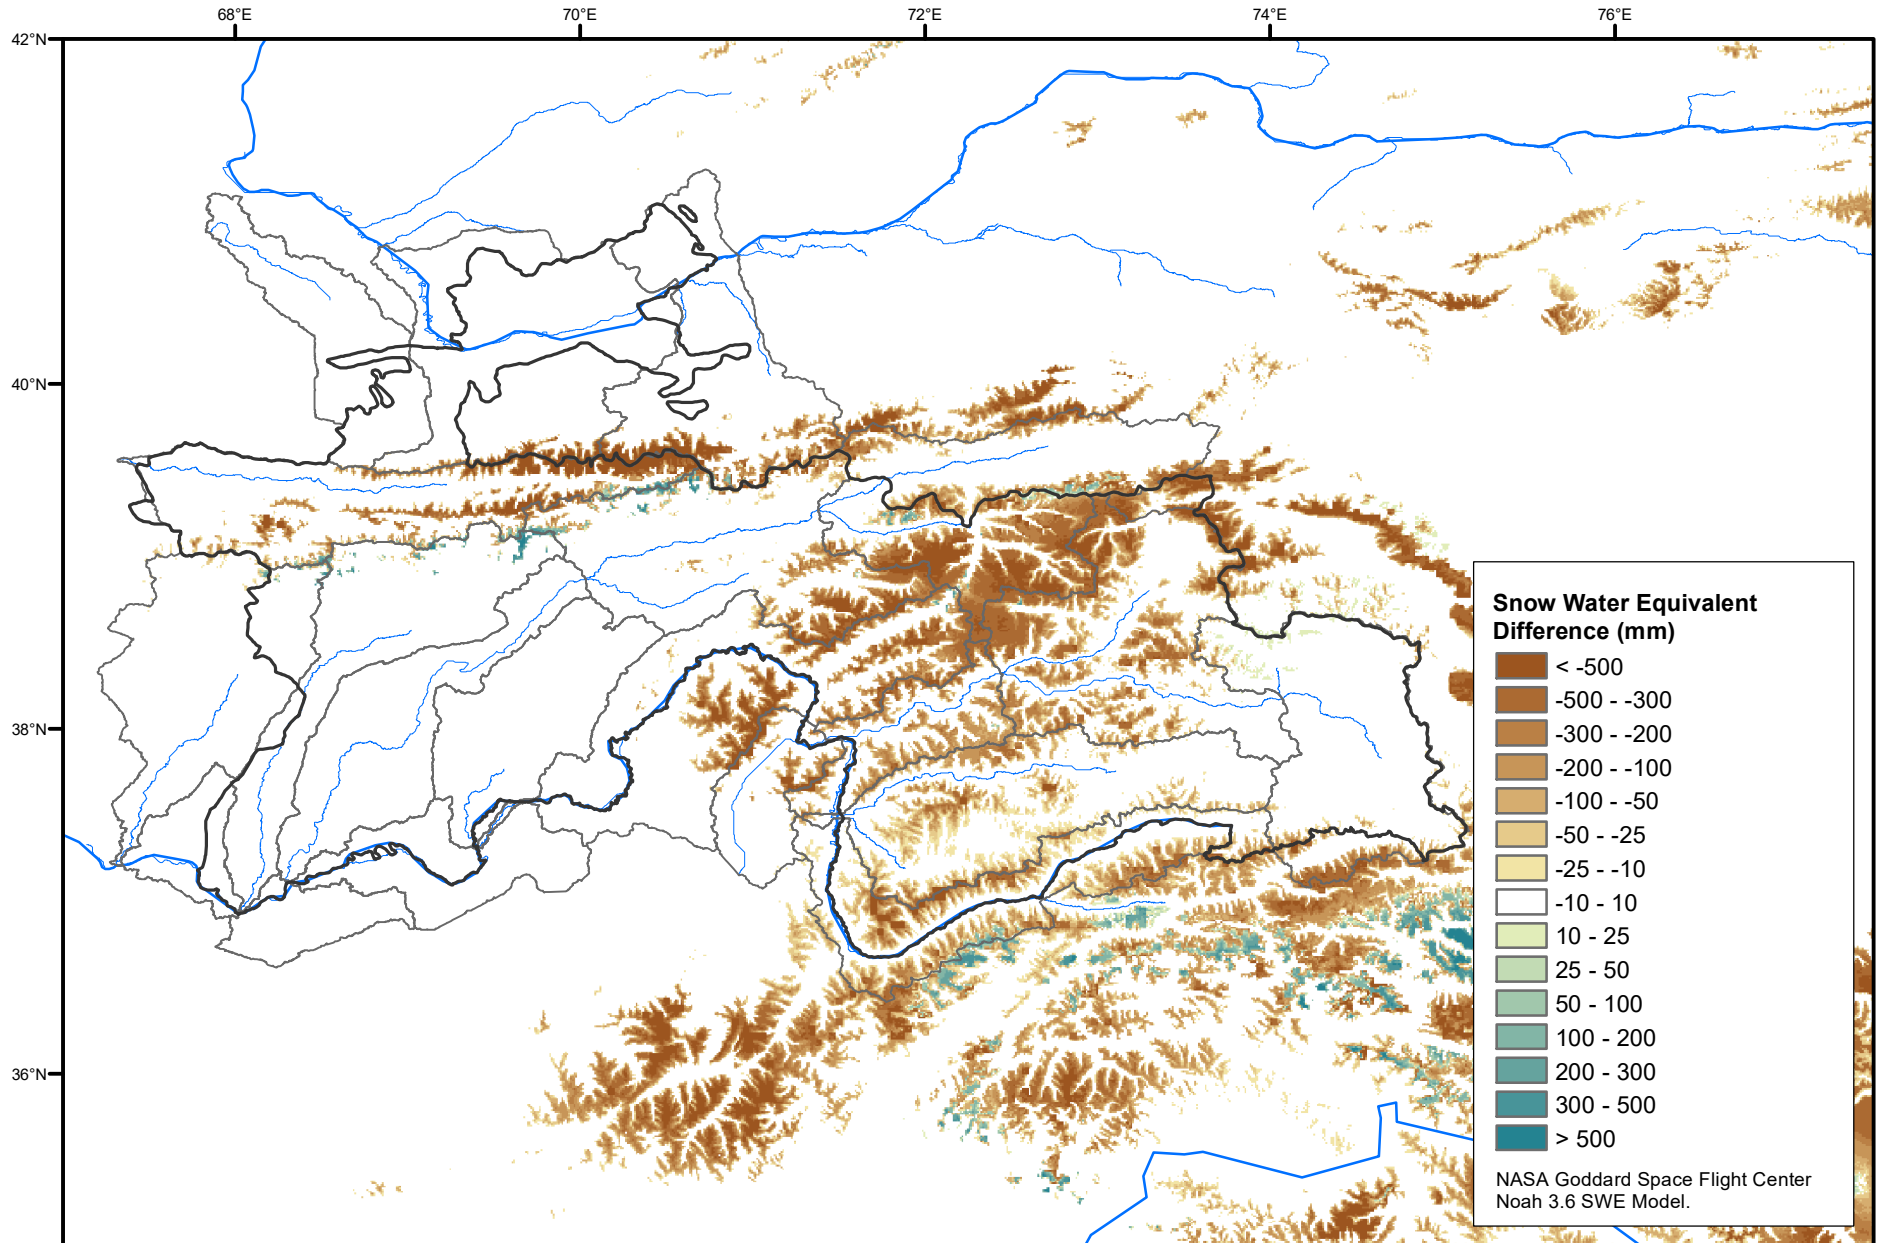 68°E
70°E
72°E
74°E
76°E
42°N
40°N
38°N
36°N
Snow Water Equivalent
Difference (mm)
< -500
-500 - -300
-300 - -200
-200 - -100
-100 - -50
-50 - -25
-25 - -10
-10 - 10
10 - 25
25 - 50
50 - 100
100 - 200
200 - 300
300 - 500
> 500
NASA Goddard Space Flight Center
Noah 3.6 SWE Model.